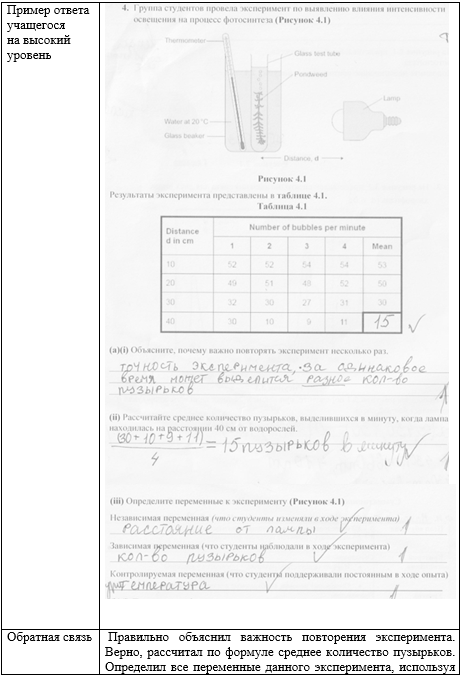 Пример ответа
учащегося
на высокий
уровень
4. Группа студентов провела эксперимент по выявлению влияния интенсивности
освещения на процесс фотосинтеза (Рисунок 4.1)
Thermometer
Glass test tube
Pondweed
Lamp
Water at 20 °C
Glass beaker
Distance, d
Рисунок 4.1
Результаты эксперимента представлены в таблице 4.1.
Таблица 4.1
Distance d in cm Number of bubbles per minute
1 2 3 4 Mean
10 52 52 54 54 53
20 49 51 48 52 50
30 32 30 27 31 30
40 30 10 9 11 15
(a)(i) Объясните, почему важно повторять эксперимент несколько раз.
точность эксперимента, за одинаковое
время может выделится разное кол-во
пузырьков
1
(ii) Рассчитайте среднее количество пузырьков, выделившихся в минуту, когда лампа
находилась на расстоянии 40 см от водорослей.
(30+10+9+11)
4
= 15 пузырьков в минуту
1
(iii) Определите переменные к эксперименту (Рисунок 4.1)
Независимая переменная (что студенты изменяли в ходе эксперимента)
расстояние от лампы 1
Зависимая переменная (что студенты наблюдали в ходе эксперимента)
кол-во пузырьков 1
Контролируемая переменная (что студенты поддерживали постоянным в ходе опыта)
температура 1
Обратная связь
Правильно объяснил важность повторения эксперимента.
Верно, рассчитал по формуле среднее количество пузырьков.
Определил все переменные данного эксперимента, используя